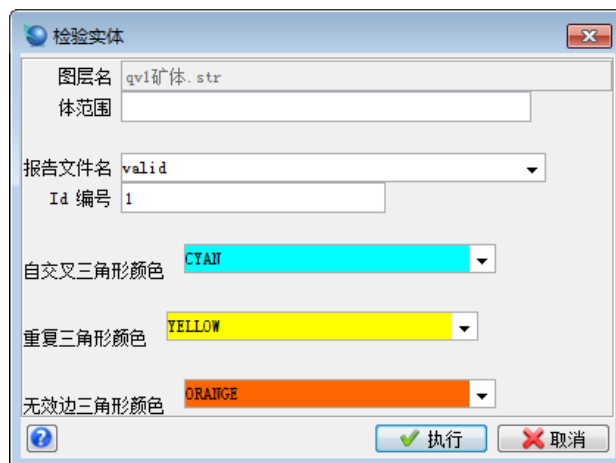 检验实体
图层名 qv1矿体.str
体范围
报告文件名 valid
Id 编号 1
自交叉三角形颜色 CYAN
重复三角形颜色 YELLOW
无效边三角形颜色 ORANGE
? 执行 取消